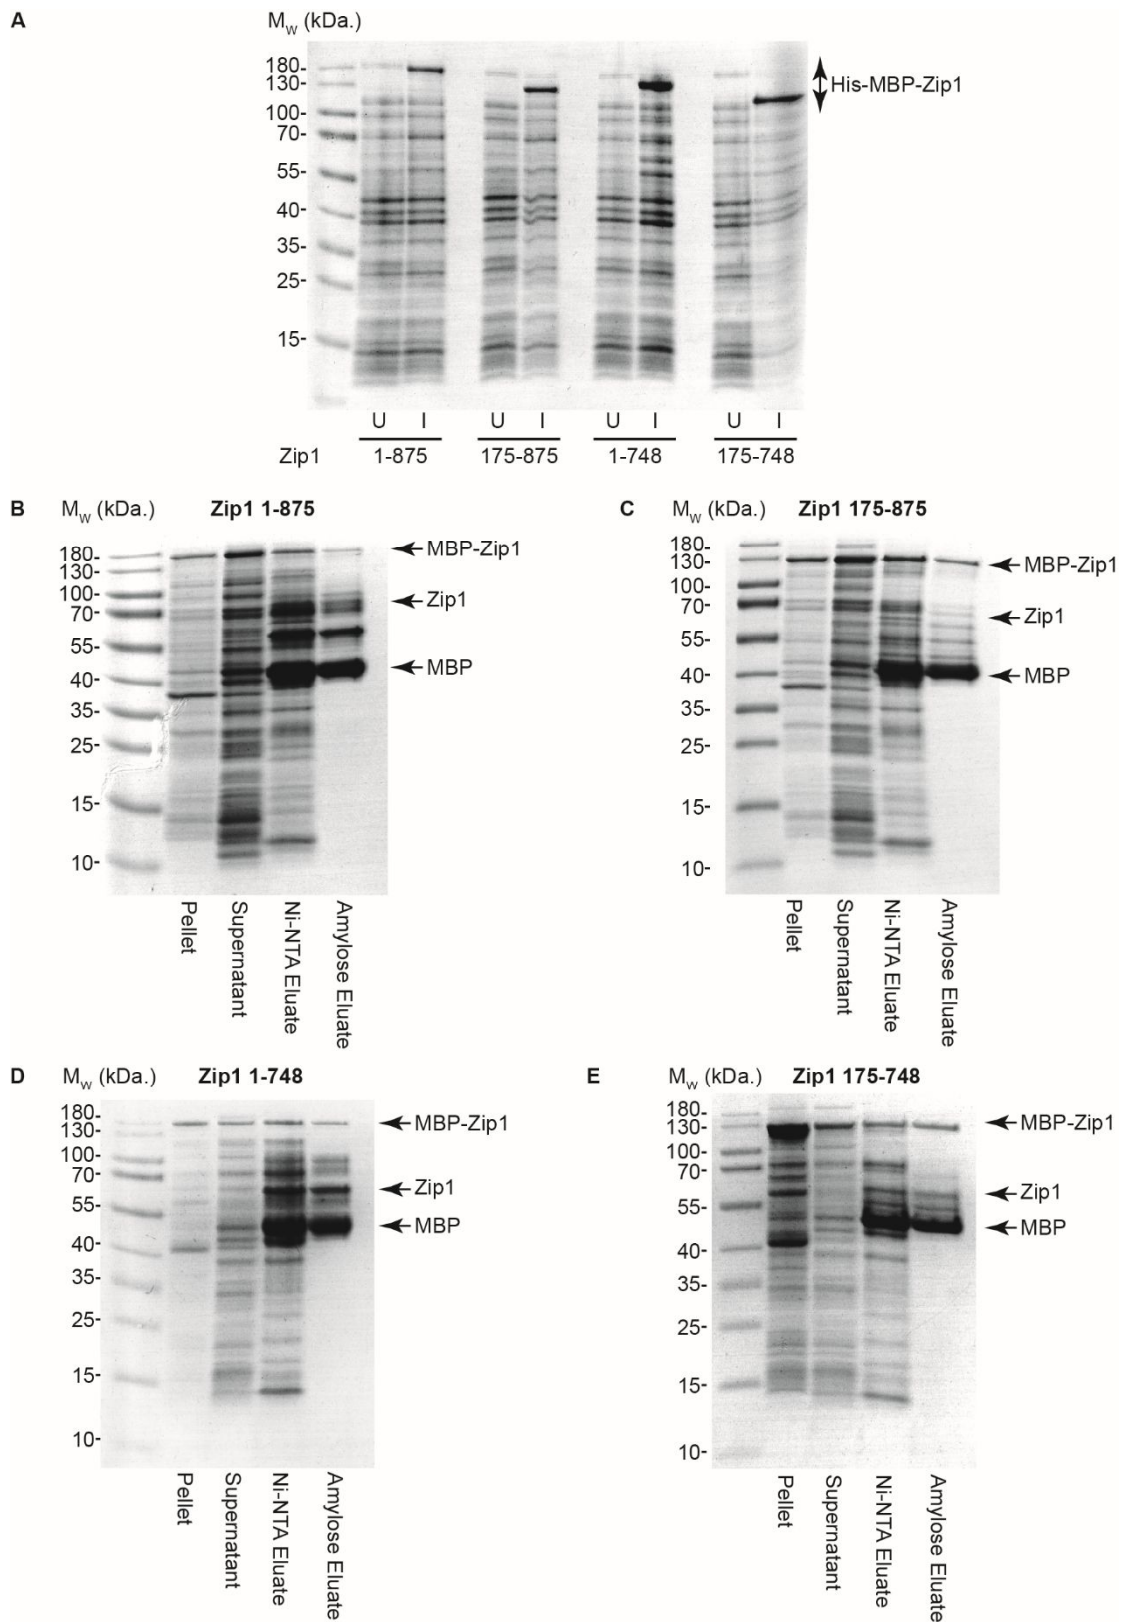 A
M_W (kDa.)
180-
130-
100-
70-
55-
40-
35-
25-
15-
His-MBP-Zip1
U I U I U I U I
Zip1 1-875 175-875 1-748 175-748
B M_W (kDa.) Zip1 1-875
180-
130-
100-
70-
55-
40-
35-
25-
15-
10-
MBP-Zip1
Zip1
MBP
Pellet
Supernatant
Ni-NTA Eluate
Amylose Eluate
C M_W (kDa.) Zip1 175-875
180-
130-
100-
70-
55-
40-
35-
25-
15-
10-
MBP-Zip1
Zip1
MBP
Pellet
Supernatant
Ni-NTA Eluate
Amylose Eluate
D M_W (kDa.) Zip1 1-748
180-
130-
100-
70-
55-
40-
35-
25-
15-
10-
MBP-Zip1
Zip1
MBP
Pellet
Supernatant
Ni-NTA Eluate
Amylose Eluate
E M_W (kDa.) Zip1 175-748
180-
130-
100-
70-
55-
40-
35-
25-
15-
10-
MBP-Zip1
Zip1
MBP
Pellet
Supernatant
Ni-NTA Eluate
Amylose Eluate